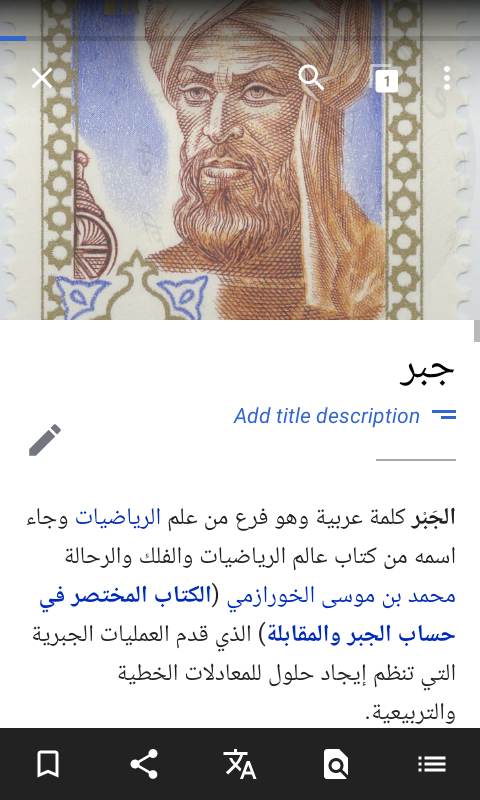 1
جبر
Add title description
الجَبْر كلمة عربية وهو فرع من علم الرياضيات وجاء
اسمه من كتاب عالم الرياضيات والفلك والرحالة
محمد بن موسى الخورازمي (الكتاب المختصر في
حساب الجبر والمقابلة) الذي قدم العمليات الجبرية
التي تنظم إيجاد حلول للمعادلات الخطية
والتربيعية.